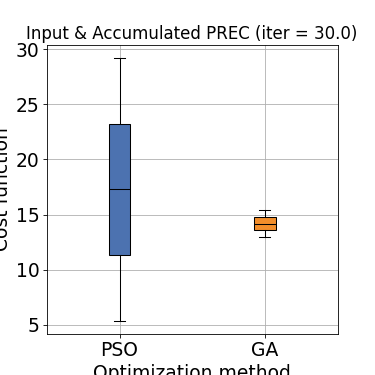 Input & Accumulated PREC (iter = 30.0)
30
25
20
15
10
5
Cost function
PSO GA
Optimization method